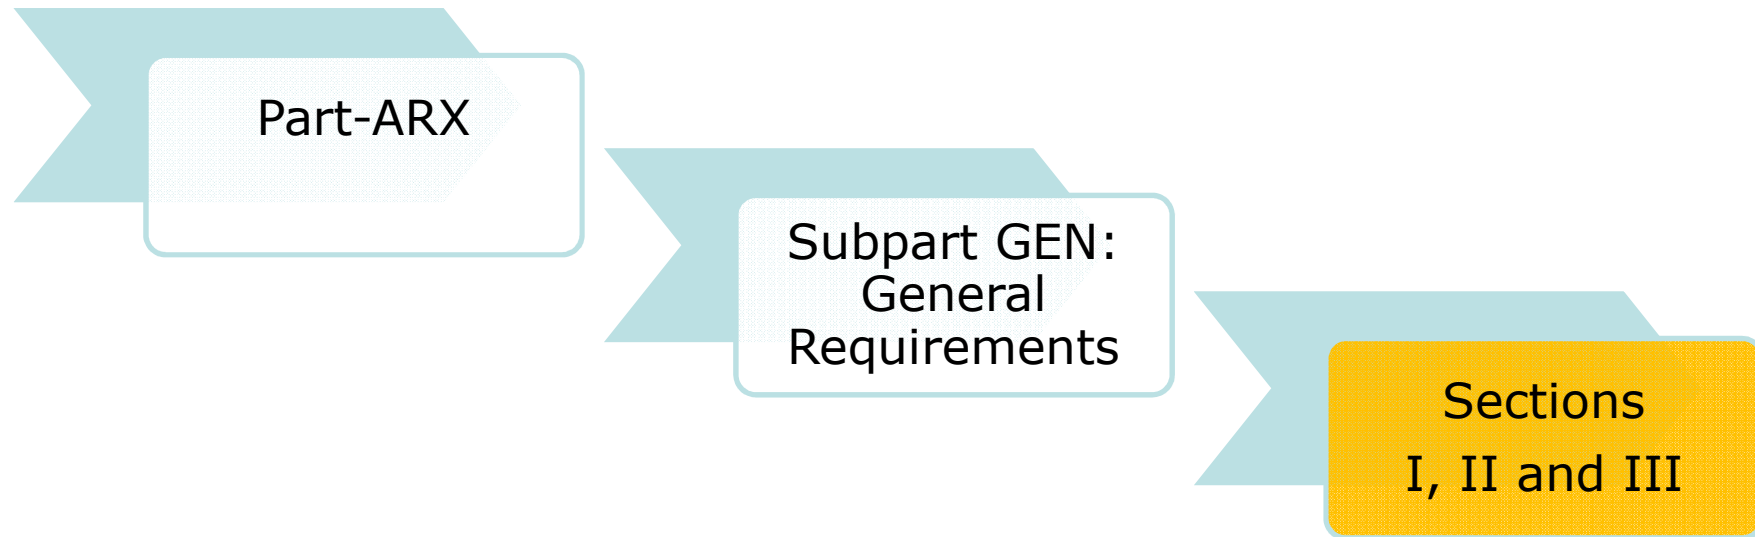 Part-ARX
Subpart GEN:
General
Requirements
Sections
I, II and III